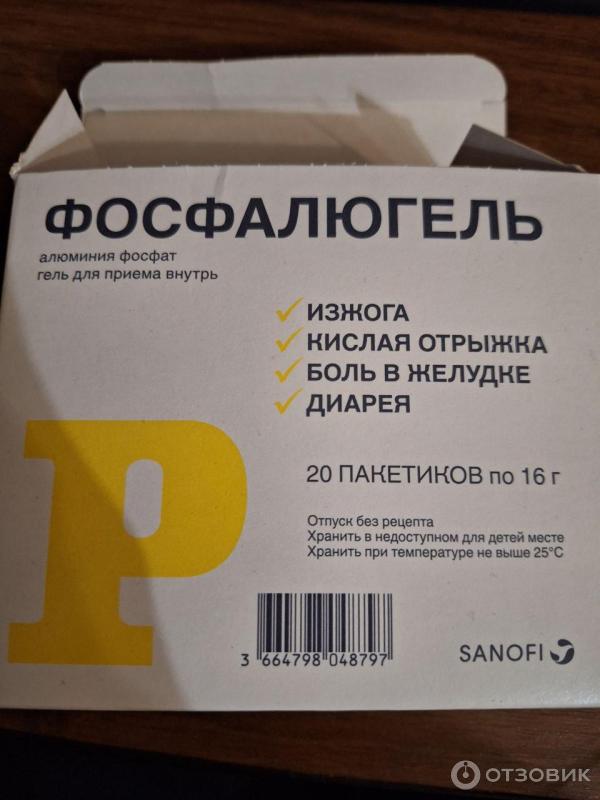 ФОСФАЛЮГЕЛЬ
алюминия фосфат
гель для приема внутрь
ИЗЖОГА
КИСЛАЯ ОТРЫЖКА
БОЛЬ В ЖЕЛУДКЕ
ДИАРЕЯ
P
20 ПАКЕТИКОВ по 16 г
Отпуск без рецепта
Хранить в недоступном для детей месте
Хранить при температуре не выше 25°C
3 664798 048797
SANOFI
ОТЗОВИК